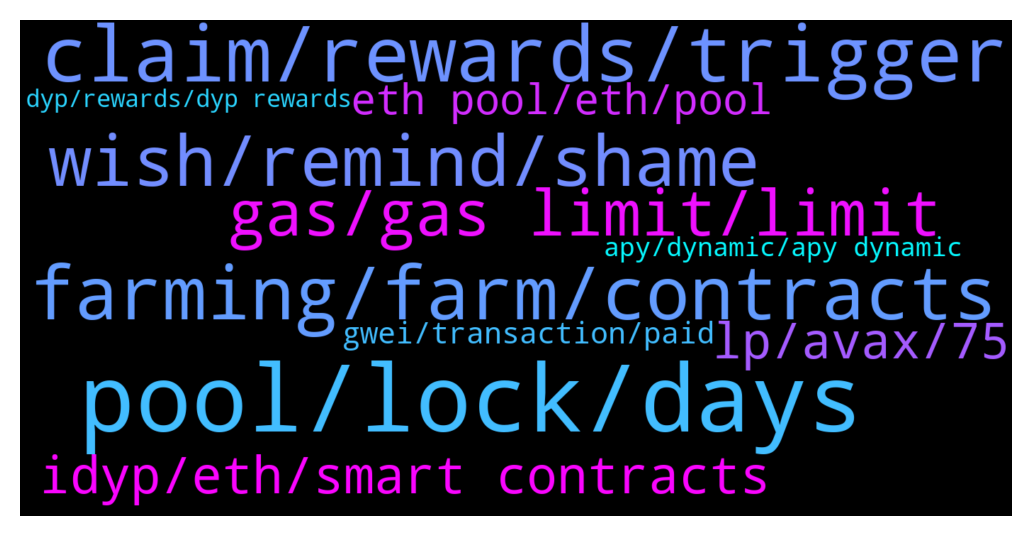 claim/rewards/trigger
dyp/rewards/dyp rewards
eth pool/eth/pool
wish/remind/shame
gas/gas limit/limit
apy/dynamic/apy dynamic
farming/farm/contracts
gwei/transaction/paid
lp/avax/75
pool/lock/days
idyp/eth/smart contracts